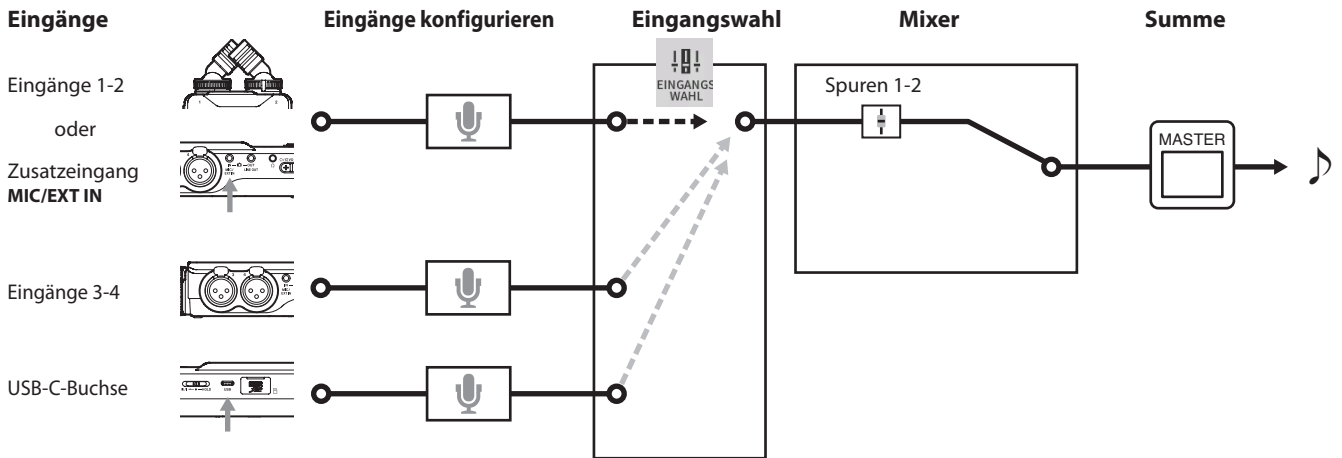 Eingänge
Eingänge konfigurieren
Eingangswahl
Mixer
Summe
EINGANGS
WAHL
Eingänge 1-2
Spuren 1-2
oder
MASTER
Zusatzeingang
MIC/EXT IN
Eingänge 3-4
USB-C-Buchse